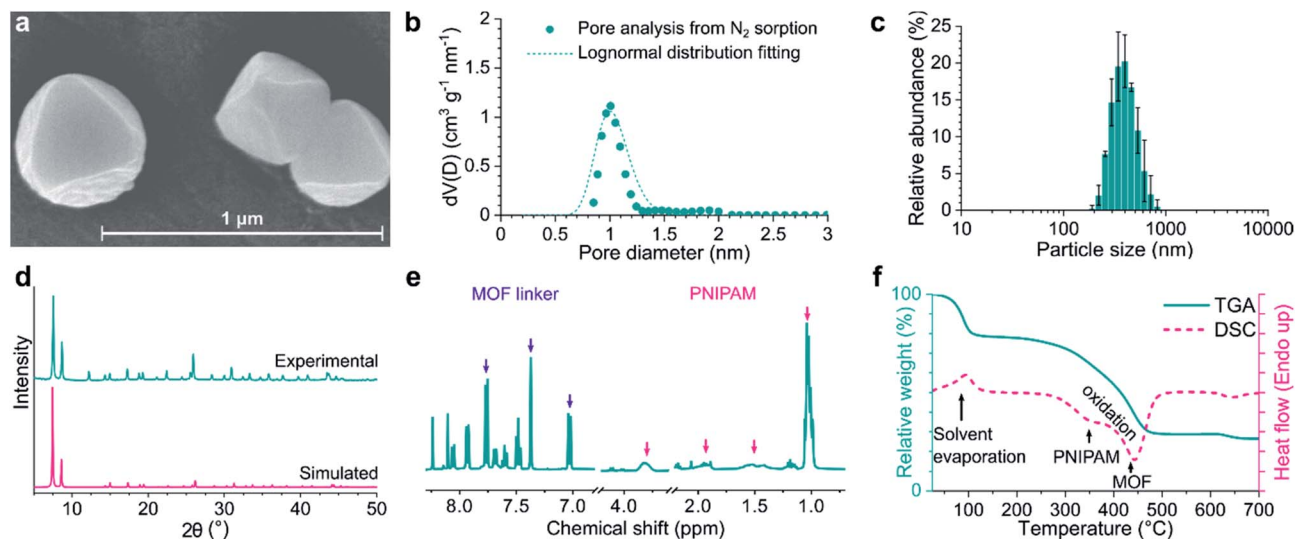 a
1 µm
b
dV(D) (cm³ g⁻¹ nm⁻¹)
2
1.5
1
0.5
0
Pore analysis from N₂ sorption
Lognormal distribution fitting
0 0.5 1 1.5 2 2.5 3
Pore diameter (nm)
c
Relative abundance (%)
25
20
15
10
5
0
10 100 1000 10000
Particle size (nm)
d
Intensity
Experimental
Simulated
10 20 30 40 50
2θ (°)
e
MOF linker PNIPAM
8.0 7.5 7.0 4.0 2.0 1.5 1.0
Chemical shift (ppm)
f
Relative weight (%)
100
50
0
TGA
DSC
Solvent
evaporation
oxidation
PNIPAM
MOF
100 200 300 400 500 600 700
Temperature (°C)
Heat flow (Endo up)